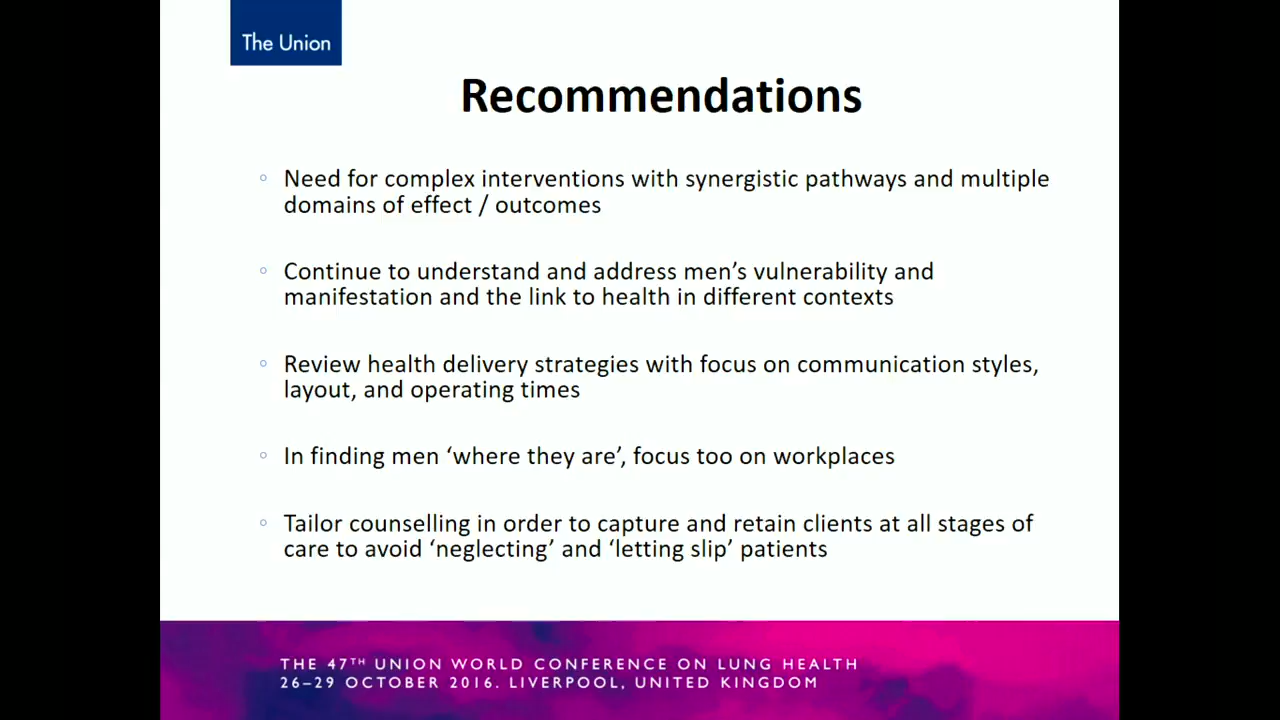 The Union
Recommendations
◦ Need for complex interventions with synergistic pathways and multiple
domains of effect / outcomes
◦ Continue to understand and address men’s vulnerability and
manifestation and the link to health in different contexts
◦ Review health delivery strategies with focus on communication styles,
layout, and operating times
◦ In finding men ‘where they are’, focus too on workplaces
◦ Tailor counselling in order to capture and retain clients at all stages of
care to avoid ‘neglecting’ and ‘letting slip’ patients
THE 47TH UNION WORLD CONFERENCE ON LUNG HEALTH
26–29 OCTOBER 2016. LIVERPOOL, UNITED KINGDOM